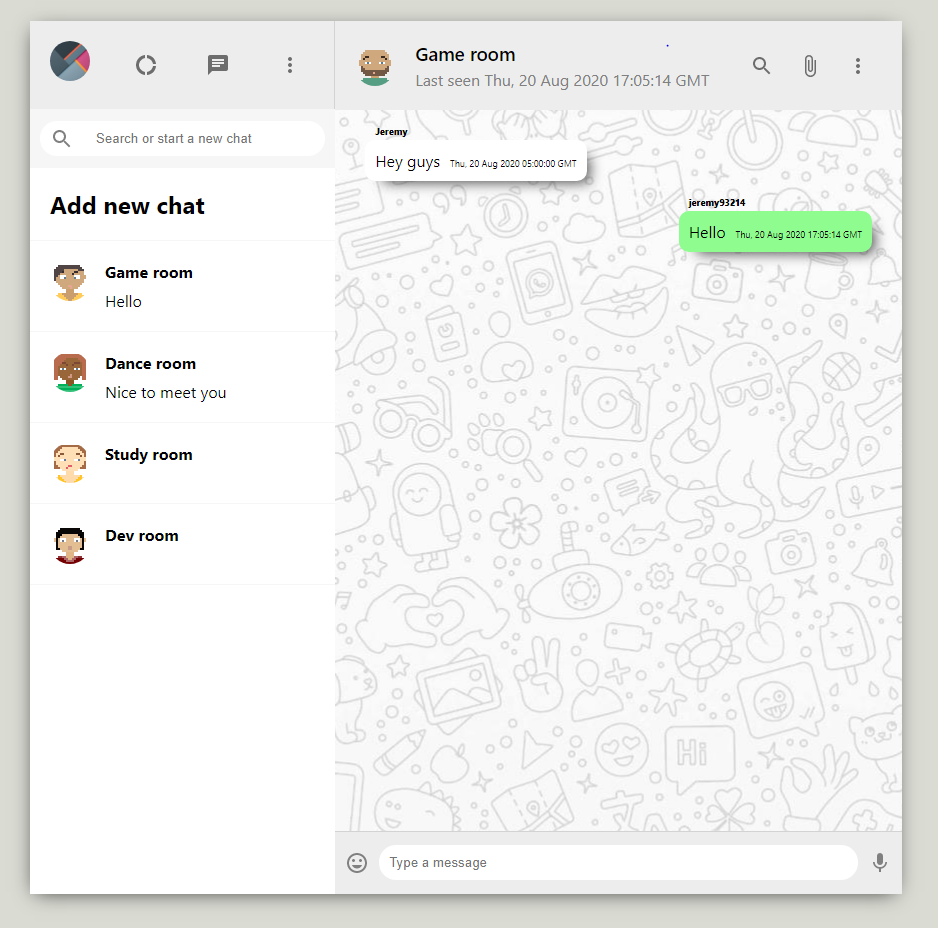 Game room
Last seen Thu, 20 Aug 2020 17:05:14 GMT
Search or start a new chat
Add new chat
Game room
Hello
Dance room
Nice to meet you
Study room
Dev room
Jeremy
Hey guys Thu, 20 Aug 2020 05:00:00 GMT
jeremy93214
Hello Thu, 20 Aug 2020 17:05:14 GMT
Hi
Type a message